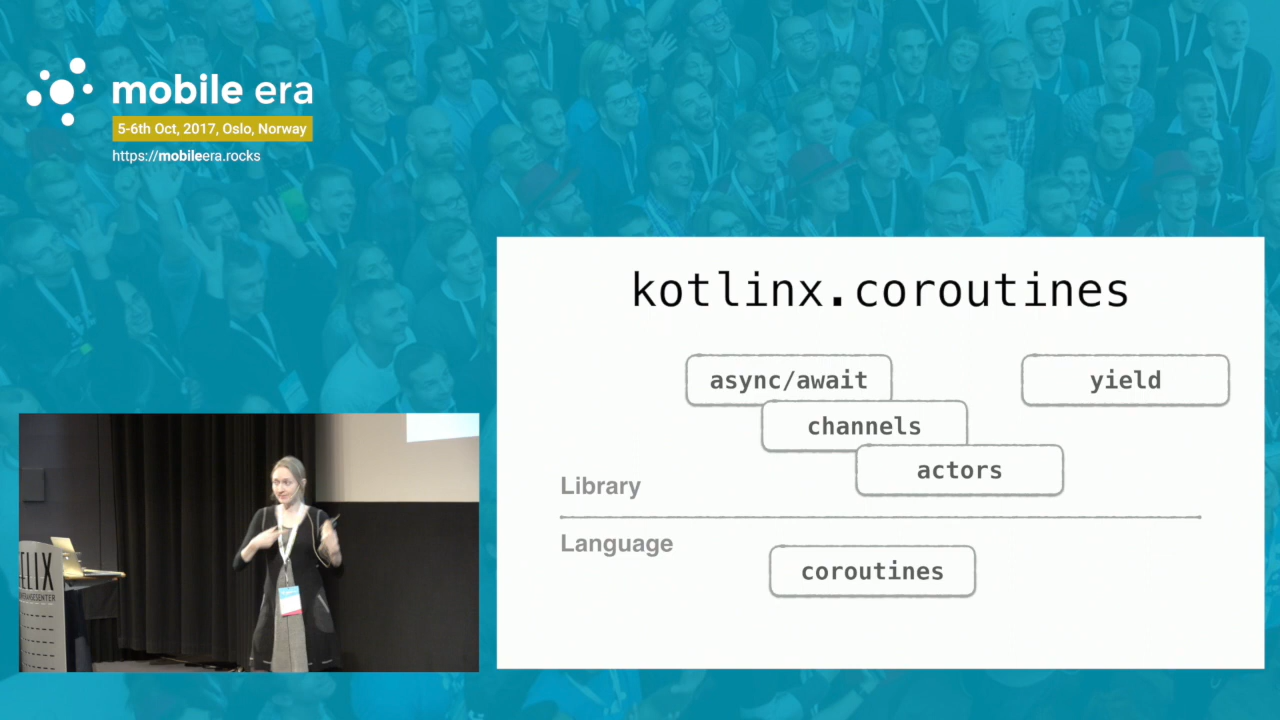 mobile era
5-6th Oct, 2017, Oslo, Norway
https://mobileera.rocks
kotlinx.coroutines
async/await
yield
channels
actors
Library
Language
coroutines